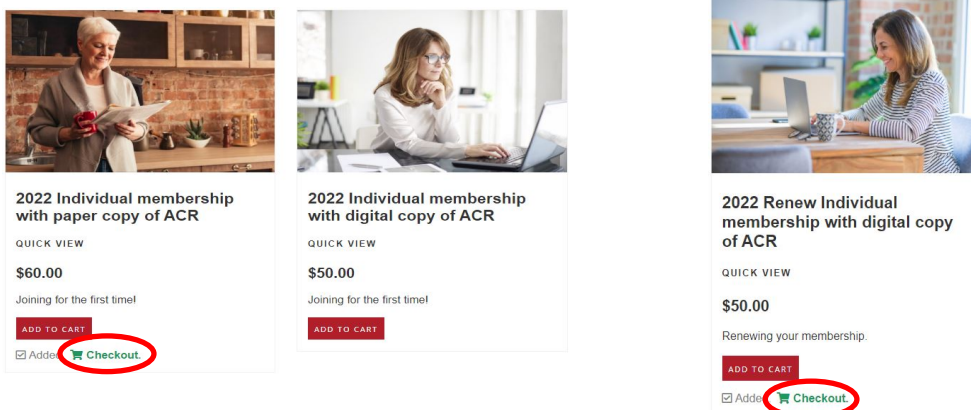 2022 Individual membership
with paper copy of ACR
QUICK VIEW
$60.00
Joining for the first time!
ADD TO CART
Checkout.
2022 Individual membership
with digital copy of ACR
QUICK VIEW
$50.00
Joining for the first time!
ADD TO CART
2022 Renew Individual
membership with digital copy
of ACR
QUICK VIEW
$50.00
Renewing your membership.
ADD TO CART
Checkout.